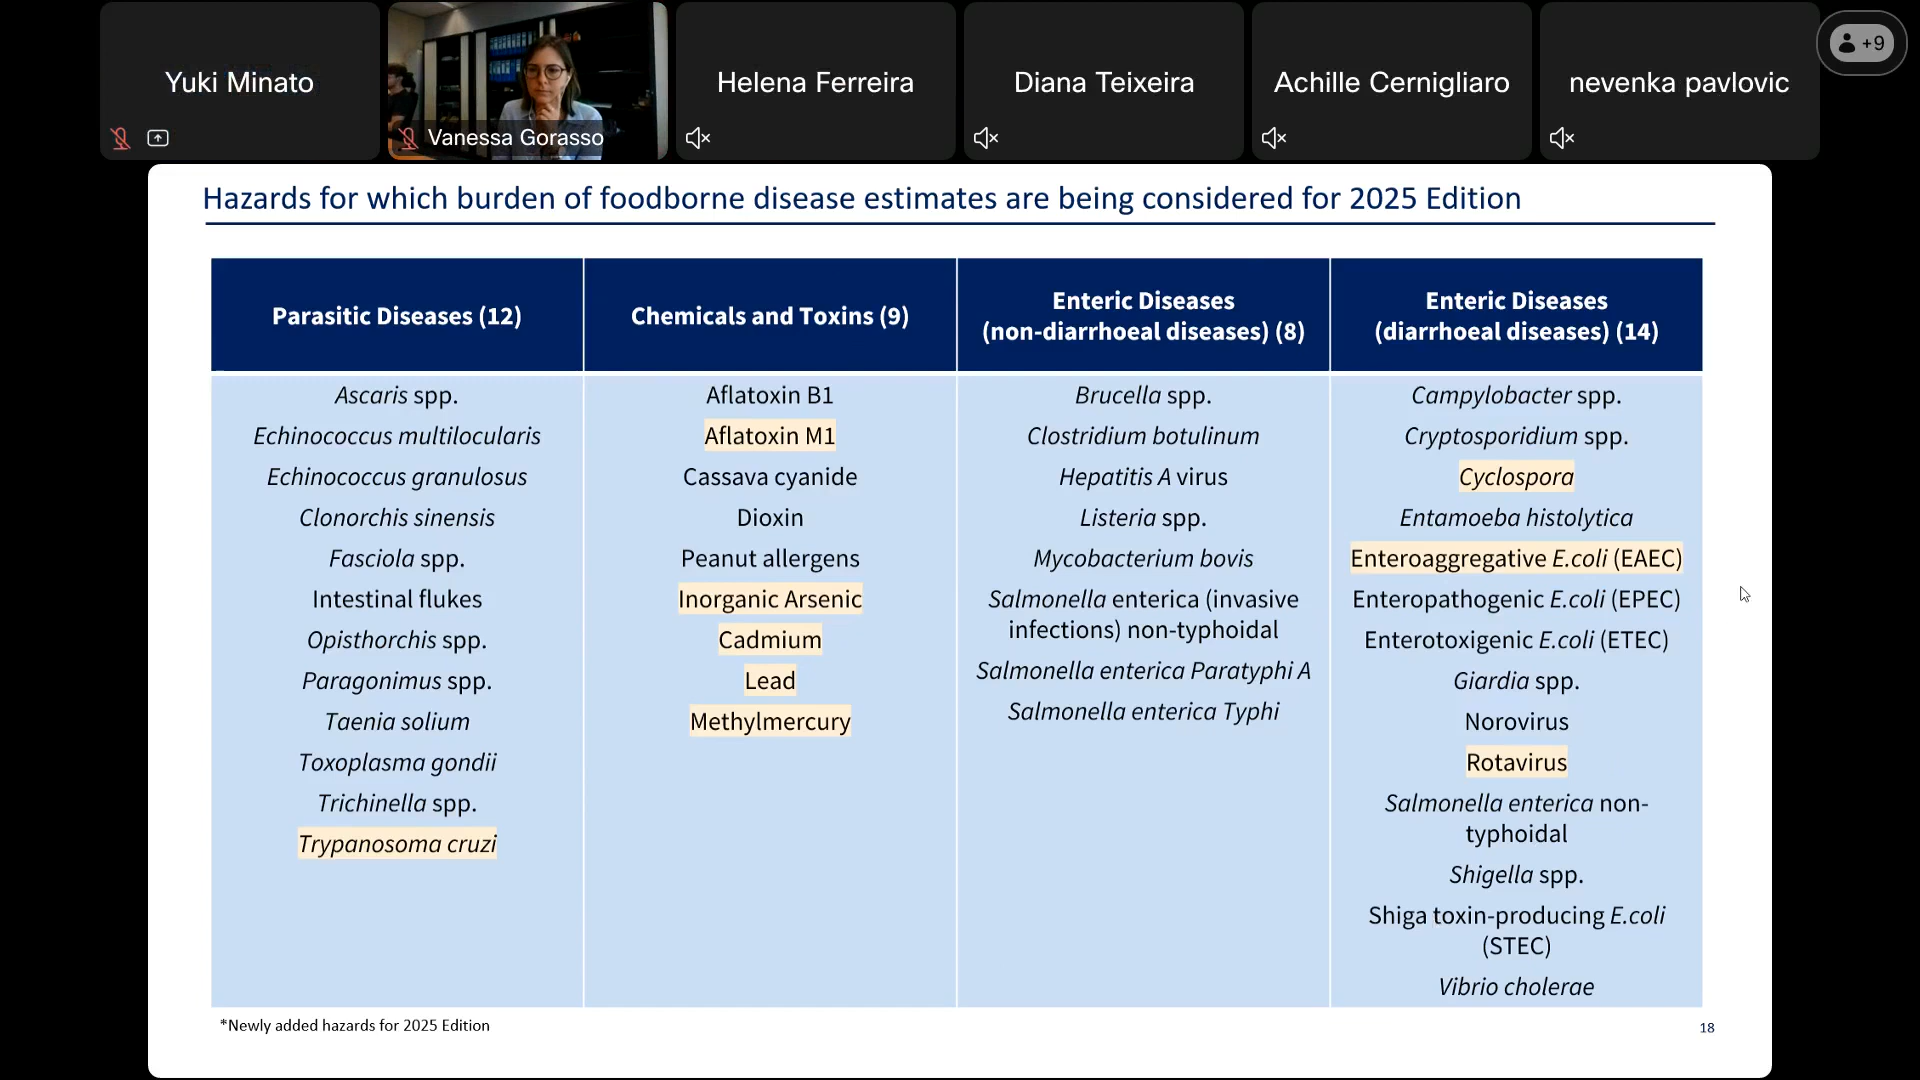 Yuki Minato
Vanessa Gorasso
Helena Ferreira
Diana Teixeira
Achille Cernigliaro
nevenka pavlovic
+9
Hazards for which burden of foodborne disease estimates are being considered for 2025 Edition
Parasitic Diseases (12)
Ascaris spp.
Echinococcus multilocularis
Echinococcus granulosus
Clonorchis sinensis
Fasciola spp.
Intestinal flukes
Opisthorchis spp.
Paragonimus spp.
Taenia solium
Toxoplasma gondii
Trichinella spp.
Trypanosoma cruzi
Chemicals and Toxins (9)
Aflatoxin B1
Aflatoxin M1
Cassava cyanide
Dioxin
Peanut allergens
Inorganic Arsenic
Cadmium
Lead
Methylmercury
Enteric Diseases
(non-diarrhoeal diseases) (8)
Brucella spp.
Clostridium botulinum
Hepatitis A virus
Listeria spp.
Mycobacterium bovis
Salmonella enterica (invasive
infections) non-typhoidal
Salmonella enterica Paratyphi A
Salmonella enterica Typhi
Enteric Diseases
(diarrhoeal diseases) (14)
Campylobacter spp.
Cryptosporidium spp.
Cyclospora
Entamoeba histolytica
Enteroaggregative E.coli (EAEC)
Enteropathogenic E.coli (EPEC)
Enterotoxigenic E.coli (ETEC)
Giardia spp.
Norovirus
Rotavirus
Salmonella enterica non-
typhoidal
Shigella spp.
Shiga toxin-producing E.coli
(STEC)
Vibrio cholerae
*Newly added hazards for 2025 Edition
18